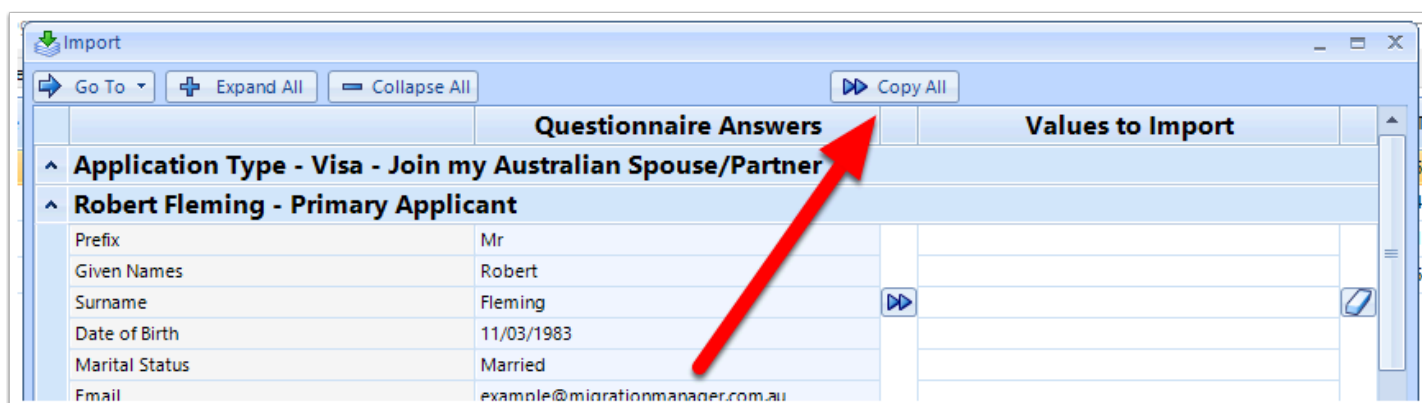 Import
Go To Expand All Collapse All Copy All
Questionnaire Answers Values to Import
Application Type - Visa - Join my Australian Spouse/Partner
Robert Fleming - Primary Applicant
Prefix Mr
Given Names Robert
Surname Fleming
Date of Birth 11/03/1983
Marital Status Married
Email example@migrationmanager.com.au